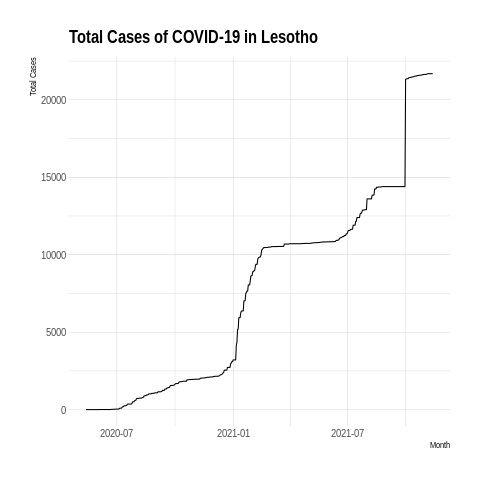 Total Cases of COVID-19 in Lesotho
Total Cases
20000
15000
10000
5000
0
2020-07 2021-01 2021-07
Month